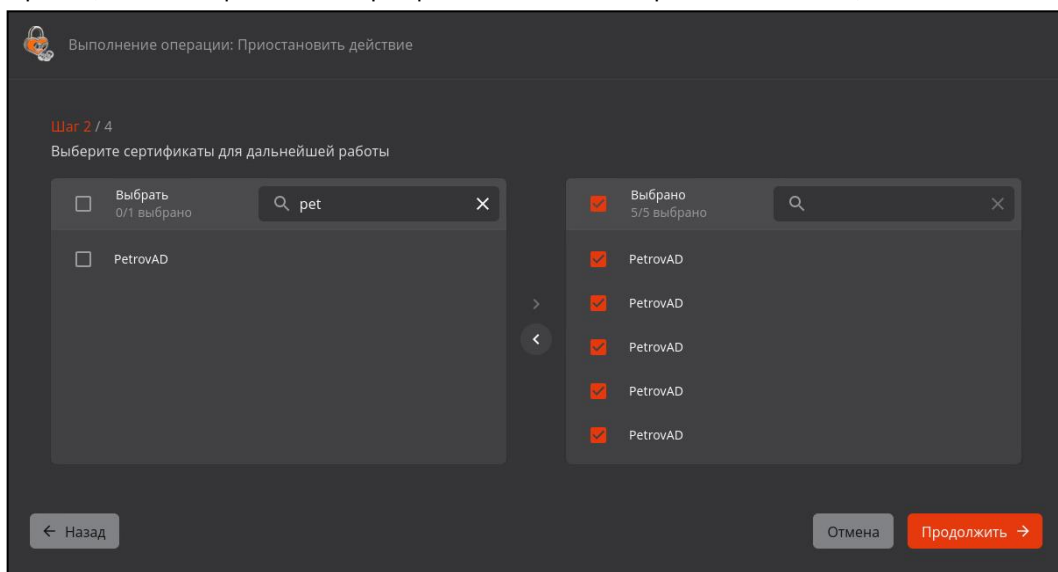 Выполнение операции: Приостановить действие
Шаг 2 / 4
Выберите сертификаты для дальнейшей работы
Выбрать
0/1 выбрано
pet
PetrovAD
Выбрано
5/5 выбрано
PetrovAD
PetrovAD
PetrovAD
PetrovAD
PetrovAD
Назад
Отмена
Продолжить